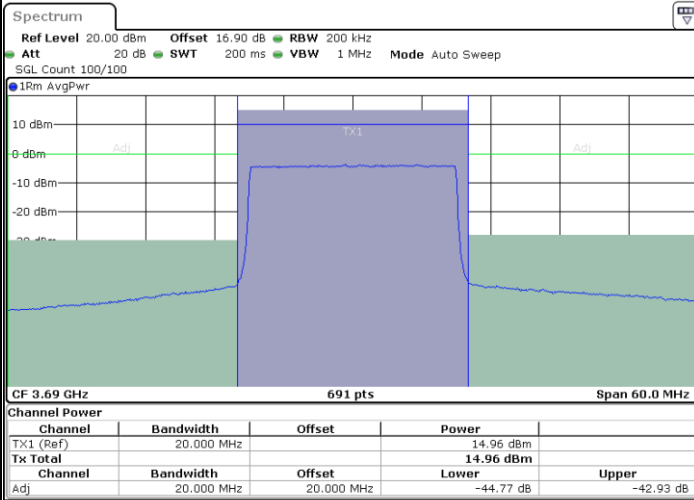 Spectrum
Ref Level 20.00 dBm Offset 16.90 dB RBW 200 kHz
Att 20 dB SWT 200 ms VBW 1 MHz Mode Auto Sweep
SGL Count 100/100
1Rm AvgPwr
10 dBm
TX1
Adj Adj
0 dBm
-10 dBm
-20 dBm
-30 dBm
CF 3.69 GHz 691 pts Span 60.0 MHz
Channel Power
Channel Bandwidth Offset Power
TX1 (Ref) 20.000 MHz 14.96 dBm
Tx Total 14.96 dBm
Channel Bandwidth Offset Lower Upper
Adj 20.000 MHz 20.000 MHz -44.77 dB -42.93 dB